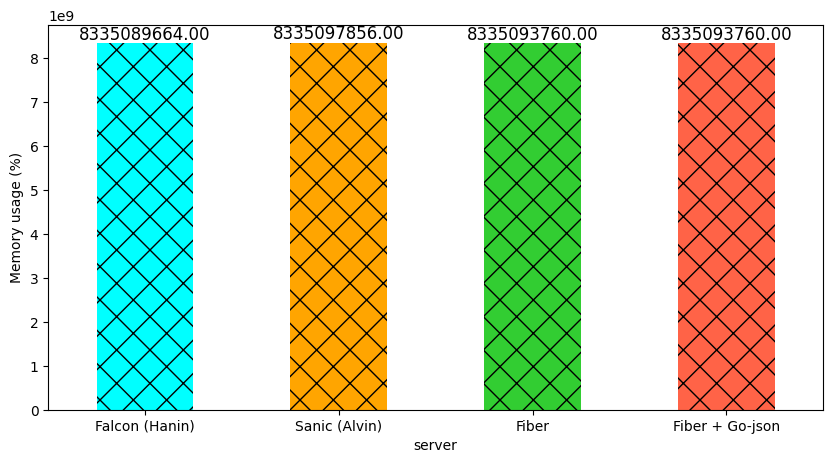 1e9
8335089664.00 8335097856.00 8335093760.00 8335093760.00
8
7
6
5
4
3
2
1
0
Memory usage (%)
Falcon (Hanin) Sanic (Alvin) Fiber Fiber + Go-json
server